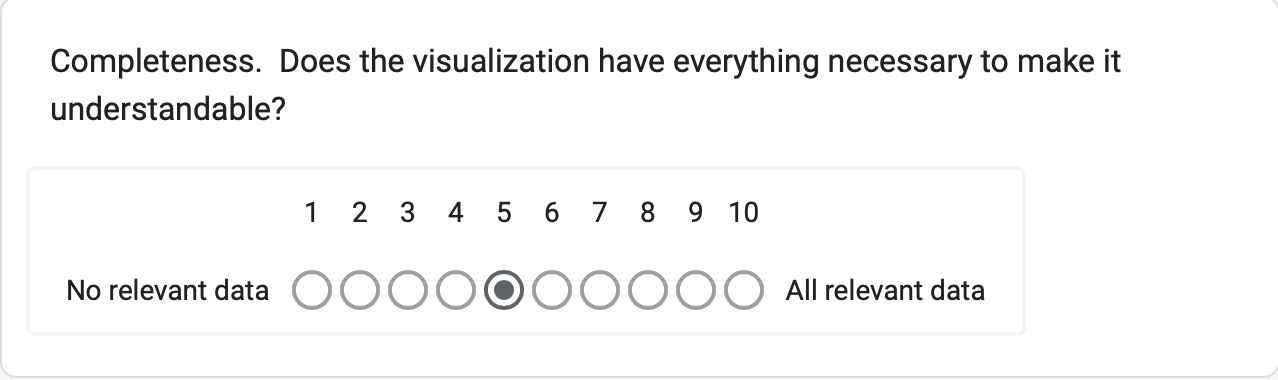 Completeness.  Does the visualization have everything necessary to make it
understandable?
1 2 3 4 5 6 7 8 9 10
No relevant data All relevant data